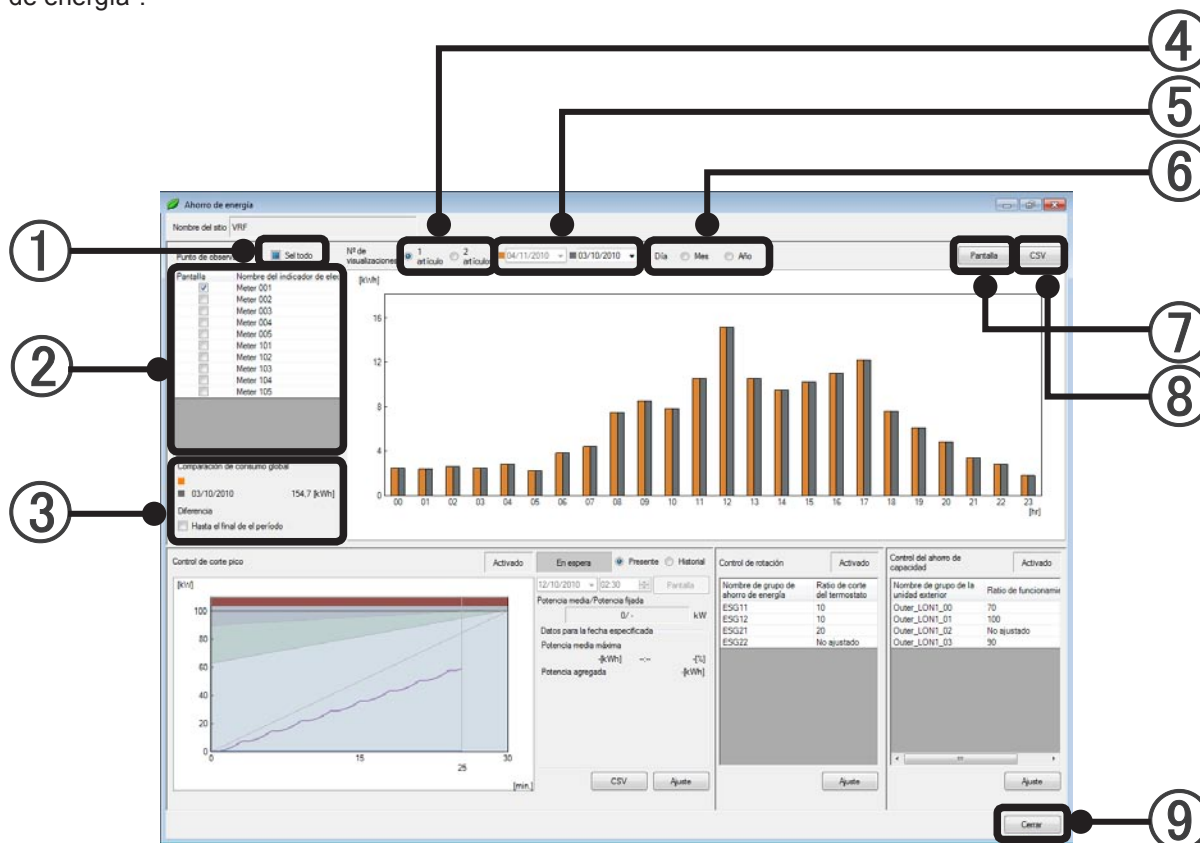 de energía".
④
⑤
⑥
Ahorro de energía
Nombre del sitio VRF
①
Punto de observ Sel todo Nº de visualizaciones 1 artículo 2 artículo 04/11/2010 03/10/2010 Día Mes Año Pantalla CSV
Pantalla Nombre del indicador de elec
Meter 001
Meter 002
Meter 003
Meter 004
Meter 005
Meter 101
Meter 102
Meter 103
Meter 104
Meter 105
②
[kWh]
16
12
8
4
0
00 01 02 03 04 05 06 07 08 09 10 11 12 13 14 15 16 17 18 19 20 21 22 23
[hr]
⑦
⑧
③
Comparación de consumo global
03/10/2010 154,7 [kWh]
Diferencia
Hasta el final de el período
Control de corte pico Activado
[kW]
100
80
60
40
20
0
0 15 25 30
[min.]
En espera Presente Historial
12/10/2010 02:30 Pantalla
Potencia media/Potencia fijada
0/ - kW
Datos para la fecha especificada
Potencia media máxima
-[kWh] --:-- -[%]
Potencia agregada -[kWh]
CSV Ajuste
Control de rotación Activado
Nombre de grupo de ahorro de energía Ratio de corte del termostato
ESG11 10
ESG12 10
ESG21 20
ESG22 No ajustado
Ajuste
Control del ahorro de capacidad Activado
Nombre de grupo de la unidad exterior Ratio de funcionamie
Outer_LON1_00 70
Outer_LON1_01 100
Outer_LON1_02 No ajustado
Outer_LON1_03 90
Ajuste
Cerrar
⑨